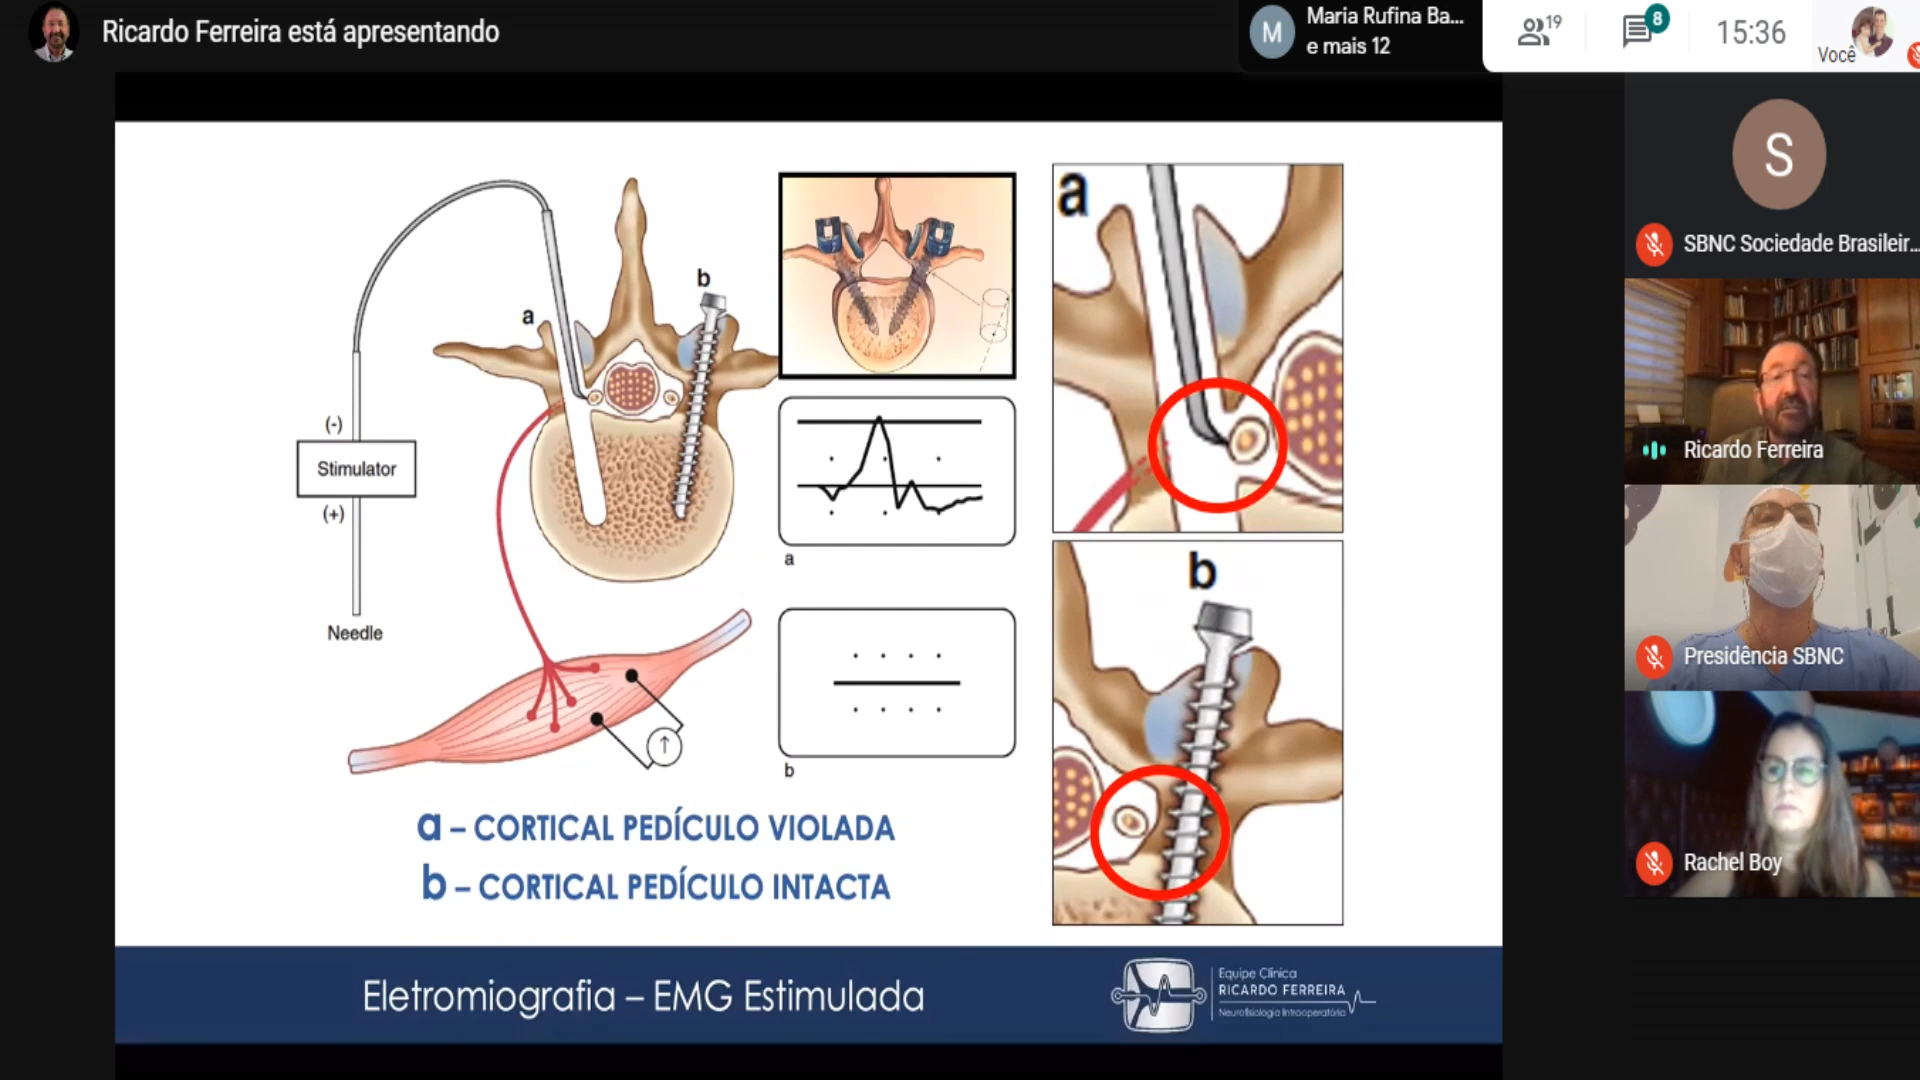 Ricardo Ferreira está apresentando
M
Maria Rufina Ba...
e mais 12
19
8
15:36
Você
a
b
(-)
Stimulator
(+)
Needle
a
b
a
b
a – CORTICAL PEDÍCULO VIOLADA
b – CORTICAL PEDÍCULO INTACTA
Eletromiografia – EMG Estimulada
Equipe Clínica
RICARDO FERREIRA
Neurofisiologia Intraoperatória
S
SBNC Sociedade Brasileir...
Ricardo Ferreira
Presidência SBNC
Rachel Boy